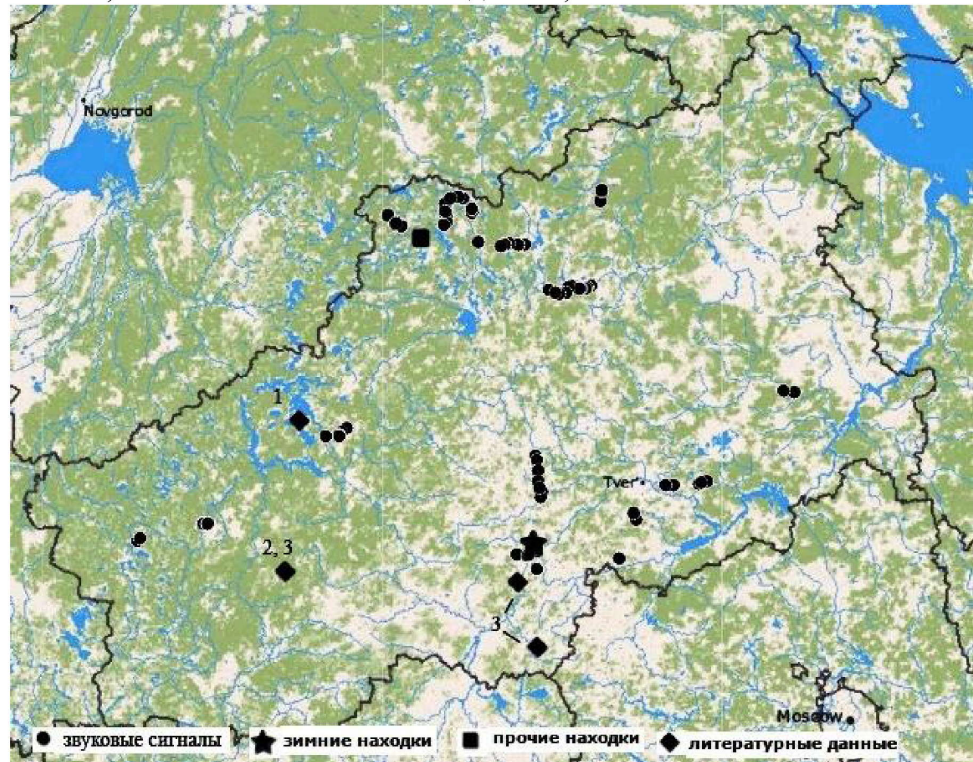 Novgorod
1
Tver'
2, 3
3
Moscow
звуковые сигналы зимние находки прочие находки литературные данные